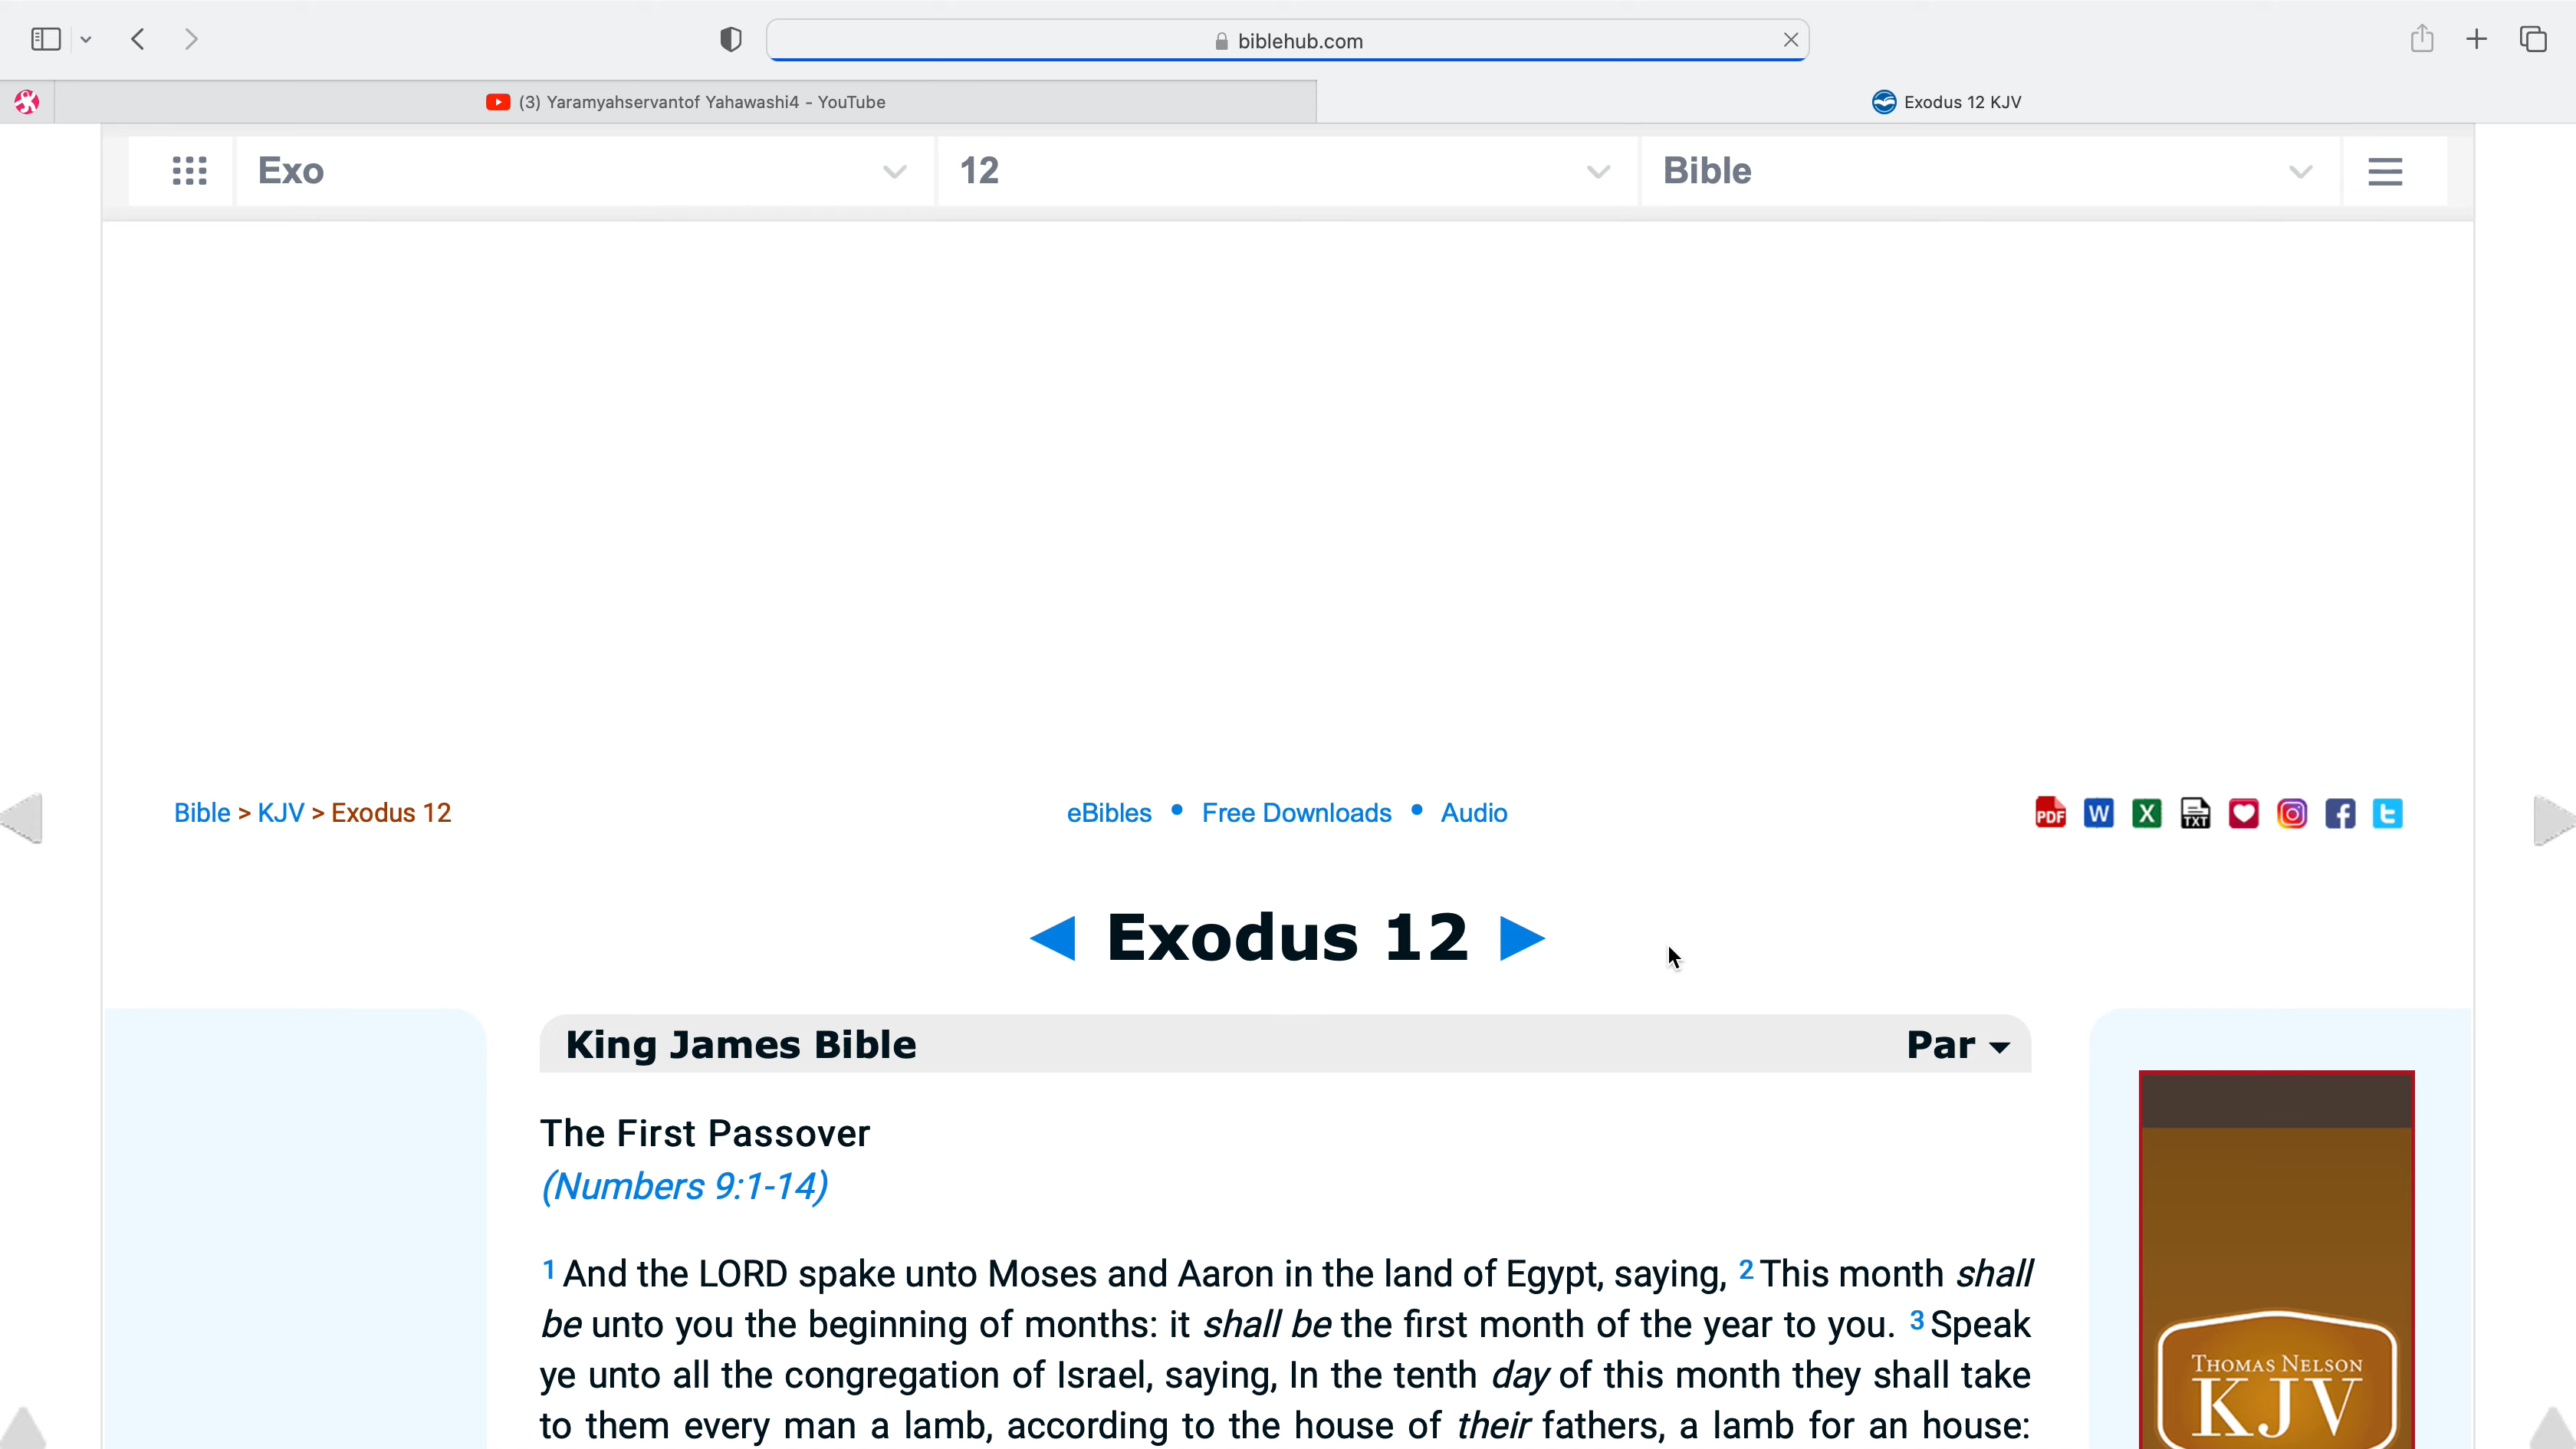 biblehub.com
(3) Yaramyahservantof Yahawashi4 - YouTube
Exodus 12 KJV
Exo
12
Bible
Bible > KJV > Exodus 12
eBibles • Free Downloads • Audio
PDF W X TXT
◀ Exodus 12 ▶
King James Bible
Par
The First Passover
(Numbers 9:1-14)
1 And the LORD spake unto Moses and Aaron in the land of Egypt, saying, 2 This month shall
be unto you the beginning of months: it shall be the first month of the year to you. 3 Speak
ye unto all the congregation of Israel, saying, In the tenth day of this month they shall take
to them every man a lamb, according to the house of their fathers, a lamb for an house:
THOMAS NELSON
KJV